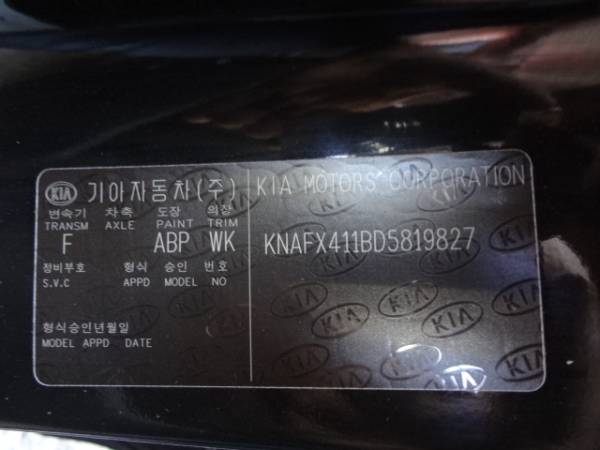 KIA 기아자동차(주) KIA MOTORS CORPORATION
변속기 차축 도장 의장
TRANSM AXLE PAINT TRIM
F ABP WK KNAFX411BD5819827
정비부호 형식 승인 번호
S.V.C APPD MODEL NO
형식승인년월일
MODEL APPD DATE